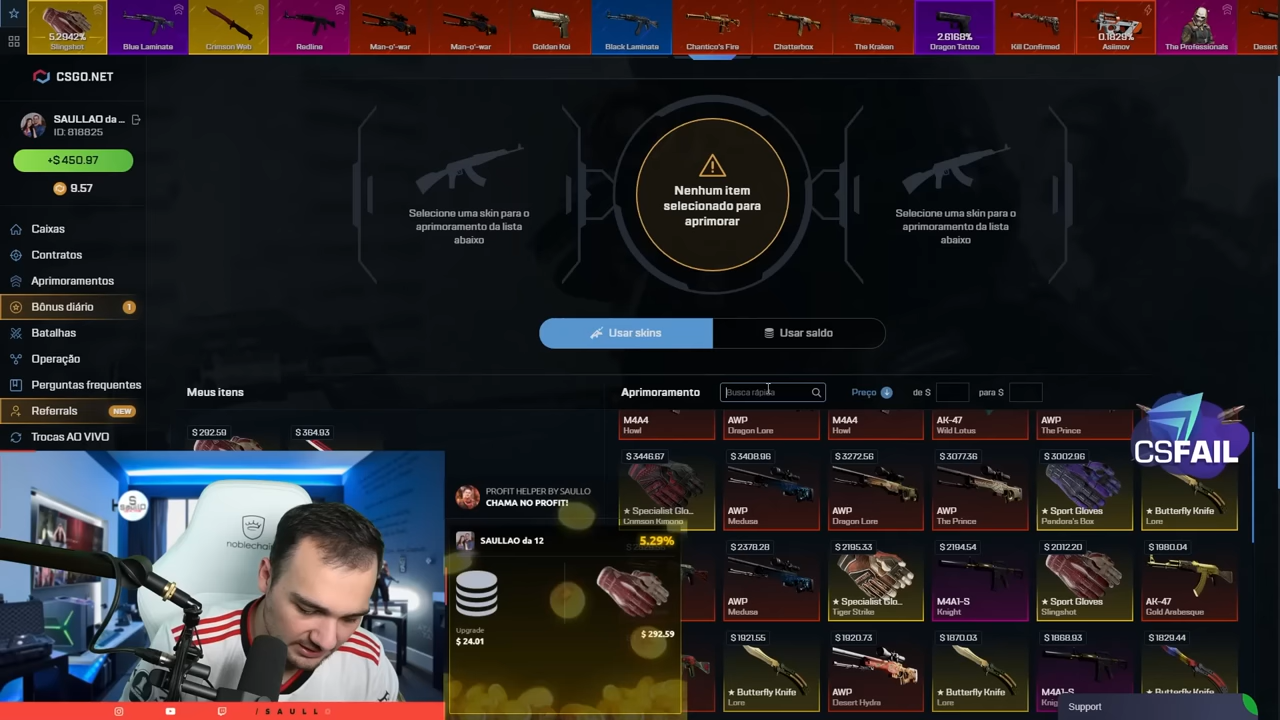 5.2942%
Slingshot
Blue Laminate
Crimson Web
Redline
Man-o'-war
Man-o'-war
Golden Koi
Black Laminate
Chantico's Fire
Chatterbox
The Kraken
2.6168%
Dragon Tattoo
Kill Confirmed
0.1829%
Asiimov
The Professionals
Desert
CSGO.NET
SAULLAO da ...
ID: 818825
+$ 450.97
9.57
Caixas
Contratos
Aprimoramentos
Bônus diário
1
Batalhas
Operação
Perguntas frequentes
Referrals
NEW
Trocas AO VIVO
Selecione uma skin para o
aprimoramento da lista
abaixo
Nenhum item
selecionado para
aprimorar
Selecione uma skin para o
aprimoramento da lista
abaixo
Usar skins
Usar saldo
Meus itens
$ 292.59
$ 364.93
Aprimoramento
Busca rápida
Preço
de $
para $
M4A4
Howl
AWP
Dragon Lore
M4A4
Howl
AK-47
Wild Lotus
AWP
The Prince
CSFAIL
$ 3446.67
★ Specialist Glo...
Crimson Kimono
$ 3408.96
AWP
Medusa
$ 3272.56
AWP
Dragon Lore
$ 3077.36
AWP
The Prince
$ 3002.96
★ Sport Gloves
Pandora's Box
★ Butterfly Knife
Lore
$ 2378.28
AWP
Medusa
$ 2195.33
★ Specialist Glo...
Tiger Strike
$ 2194.54
M4A1-S
Knight
$ 2012.20
★ Sport Gloves
Slingshot
$ 1980.04
AK-47
Gold Arabesque
$ 1921.55
★ Butterfly Knife
Lore
$ 1920.73
AWP
Desert Hydra
$ 1870.03
★ Butterfly Knife
Lore
$ 1868.93
M4A1-S
$ 1829.44
★ Butterfly Knife
Support
PROFIT HELPER BY SAULLO
CHAMA NO PROFIT!
SAULLAO da 12
5.29%
Upgrade
$ 24.01
$ 292.59
noblechairs
/ S A U L L